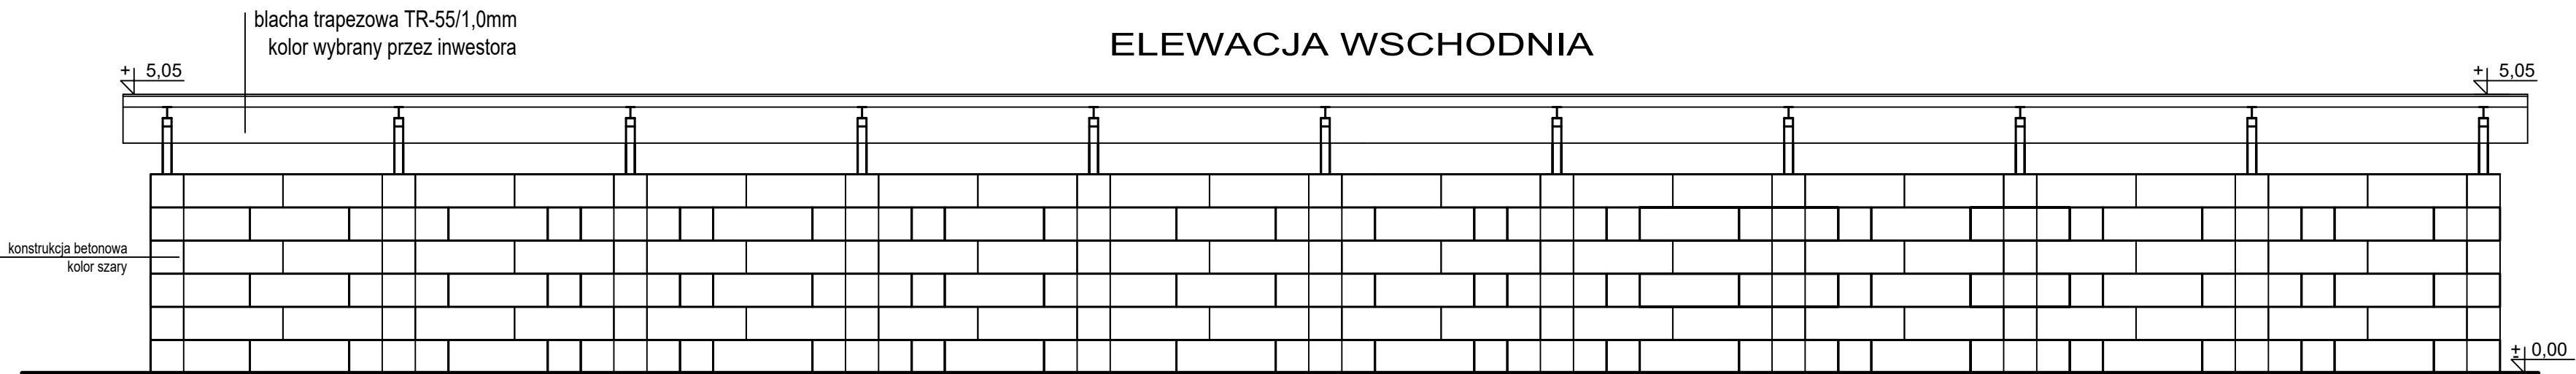 blacha trapezowa TR-55/1,0mm
kolor wybrany przez inwestora
ELEWACJA WSCHODNIA
+ 5,05
+ 5,05
konstrukcja betonowa
kolor szary
± 0,00